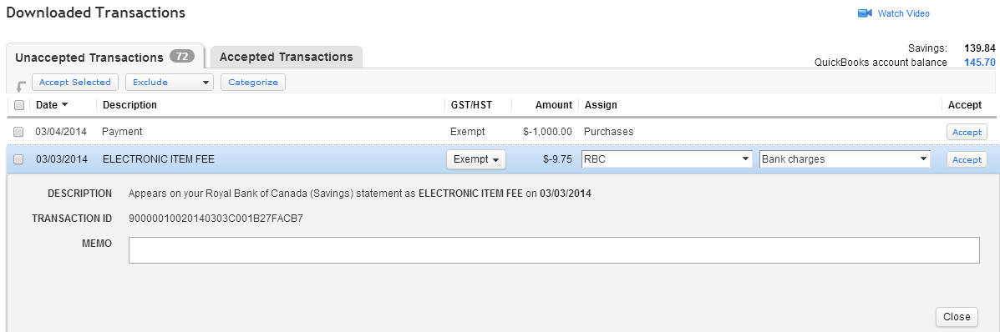 Downloaded Transactions
Watch Video
Unaccepted Transactions 72 Accepted Transactions
Savings: 139.84
QuickBooks account balance 145.70
Accept Selected Exclude Categorize
Date Description GST/HST Amount Assign Accept
03/04/2014 Payment Exempt $-1,000.00 Purchases Accept
03/03/2014 ELECTRONIC ITEM FEE Exempt $-9.75 RBC Bank charges Accept
DESCRIPTION Appears on your Royal Bank of Canada (Savings) statement as ELECTRONIC ITEM FEE on 03/03/2014
TRANSACTION ID 90000010020140303C001B27FACB7
MEMO
Close